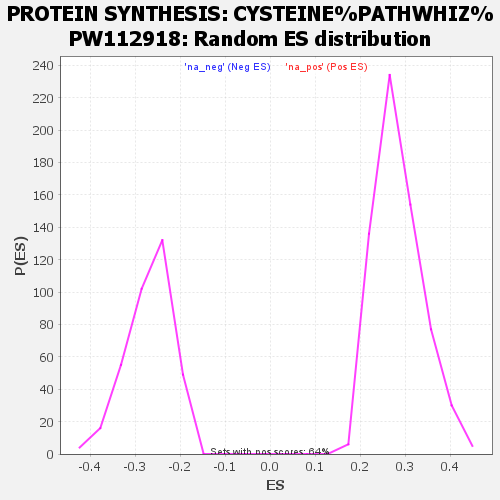 PROTEIN SYNTHESIS: CYSTEINE%PATHWHIZ%
PW112918: Random ES distribution
'na_neg' (Neg ES) 'na_pos' (Pos ES)
240
220
200
180
160
140
120
100
80
60
40
20
0
P(ES)
Sets with pos scores: 64%
-0.4 -0.3 -0.2 -0.1 0.0 0.1 0.2 0.3 0.4
ES